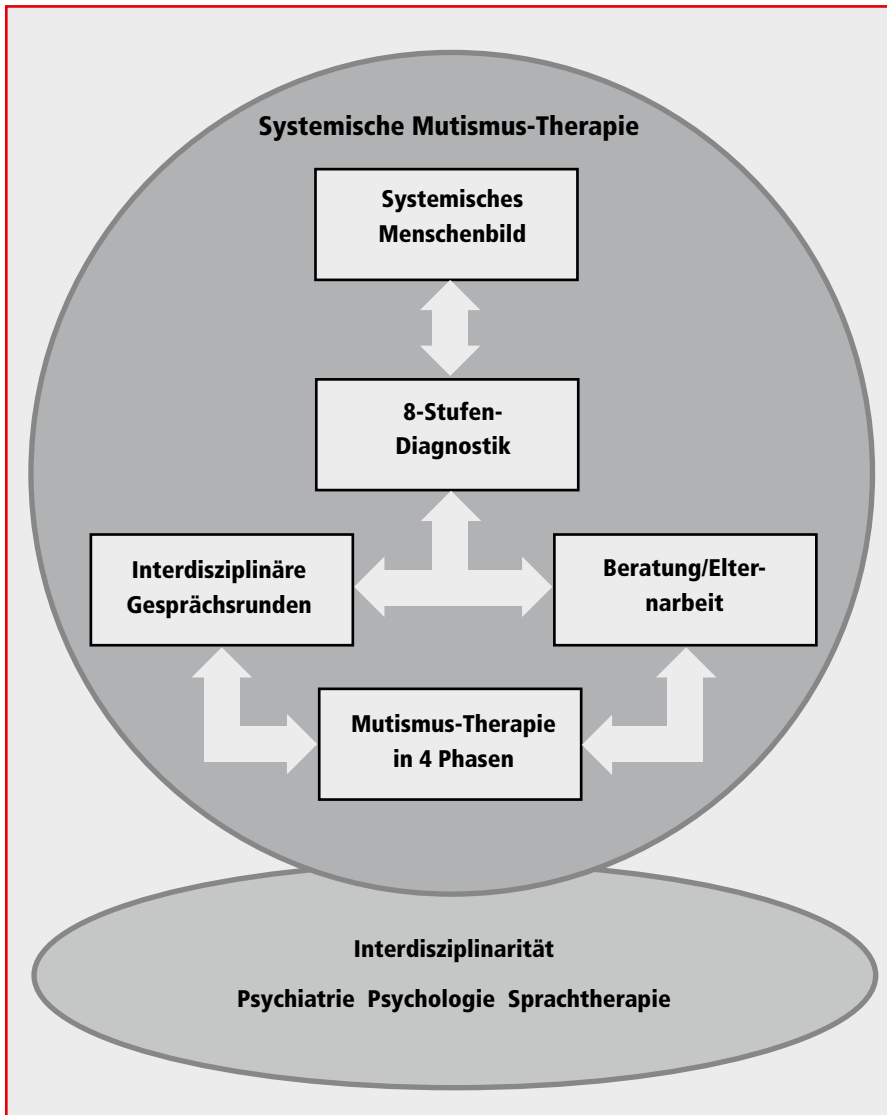 Systemische Mutismus-Therapie
Systemisches
Menschenbild
8-Stufen-
Diagnostik
Interdisziplinäre
Gesprächsrunden
Beratung/Elter-
narbeit
Mutismus-Therapie
in 4 Phasen
Interdisziplinarität
Psychiatrie Psychologie Sprachtherapie